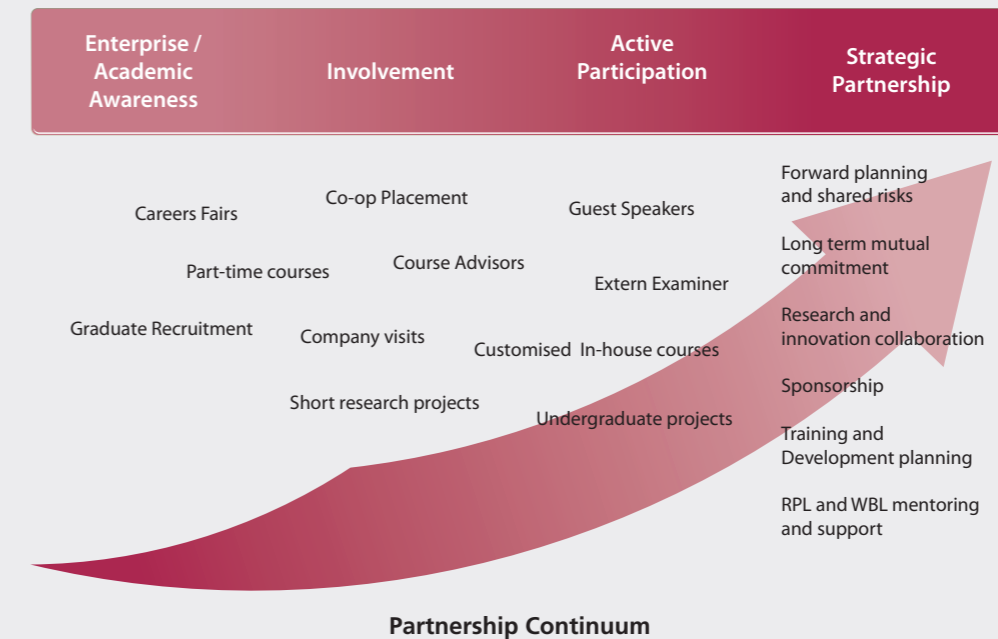 Enterprise /
Academic
Awareness
Involvement
Active
Participation
Strategic
Partnership
Careers Fairs
Part-time courses
Graduate Recruitment
Co-op Placement
Course Advisors
Company visits
Short research projects
Guest Speakers
Extern Examiner
Customised In-house courses
Undergraduate projects
Forward planning
and shared risks
Long term mutual
commitment
Research and
innovation collaboration
Sponsorship
Training and
Development planning
RPL and WBL mentoring
and support
Partnership Continuum